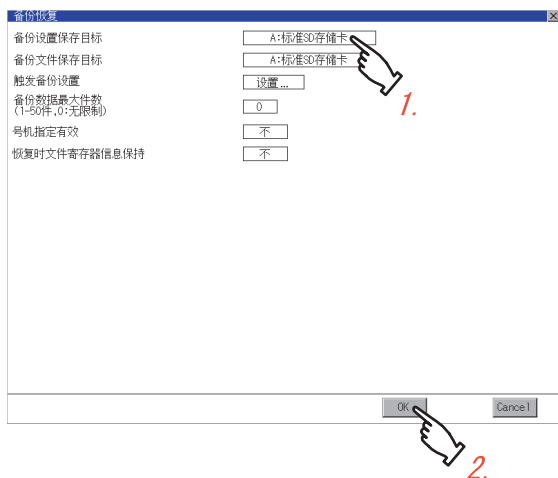 备份恢复
备份设置保存目标 A:标准SD存储卡
备份文件保存目标 A:标准SD存储卡
触发备份设置 设置...
备份数据最大件数
(1-50件,0:无限制) 0
号机指定有效 不
恢复时文件寄存器信息保持 不
1.
OK Cancel
2.